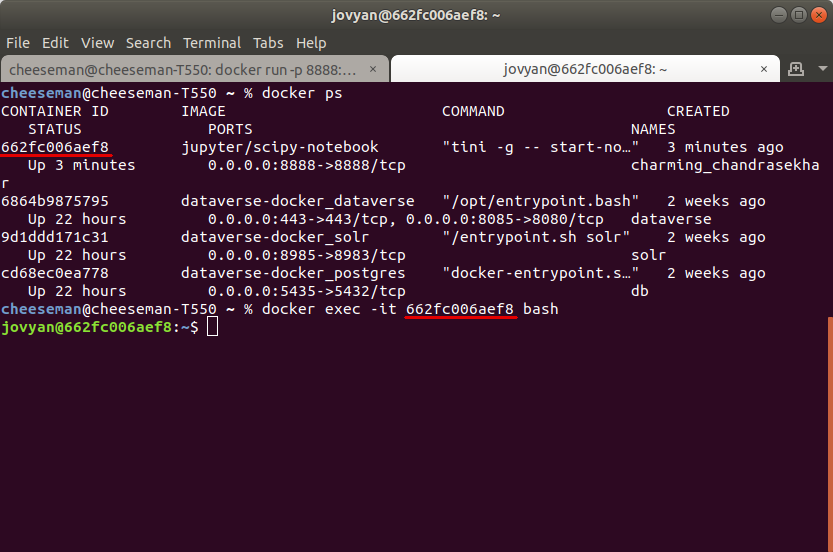 jovyan@662fc006aef8: ~
File Edit View Search Terminal Tabs Help
cheeseman@cheeseman-T550: docker run -p 8888:… × jovyan@662fc006aef8: ~ ×
cheeseman@cheeseman-T550 ~ % docker ps
CONTAINER ID        IMAGE                        COMMAND                  CREATED
   STATUS              PORTS                                          NAMES
662fc006aef8        jupyter/scipy-notebook       "tini -g -- start-no…"   3 minutes ago
   Up 3 minutes        0.0.0.0:8888->8888/tcp                         charming_chandrasekha
r
6864b9875795        dataverse-docker_dataverse   "/opt/entrypoint.bash"   2 weeks ago
   Up 22 hours         0.0.0.0:443->443/tcp, 0.0.0.0:8085->8080/tcp   dataverse
9d1ddd171c31        dataverse-docker_solr        "/entrypoint.sh solr"    2 weeks ago
   Up 22 hours         0.0.0.0:8985->8983/tcp                         solr
cd68ec0ea778        dataverse-docker_postgres    "docker-entrypoint.s…"   2 weeks ago
   Up 22 hours         0.0.0.0:5435->5432/tcp                         db
cheeseman@cheeseman-T550 ~ % docker exec -it 662fc006aef8 bash
jovyan@662fc006aef8:~$